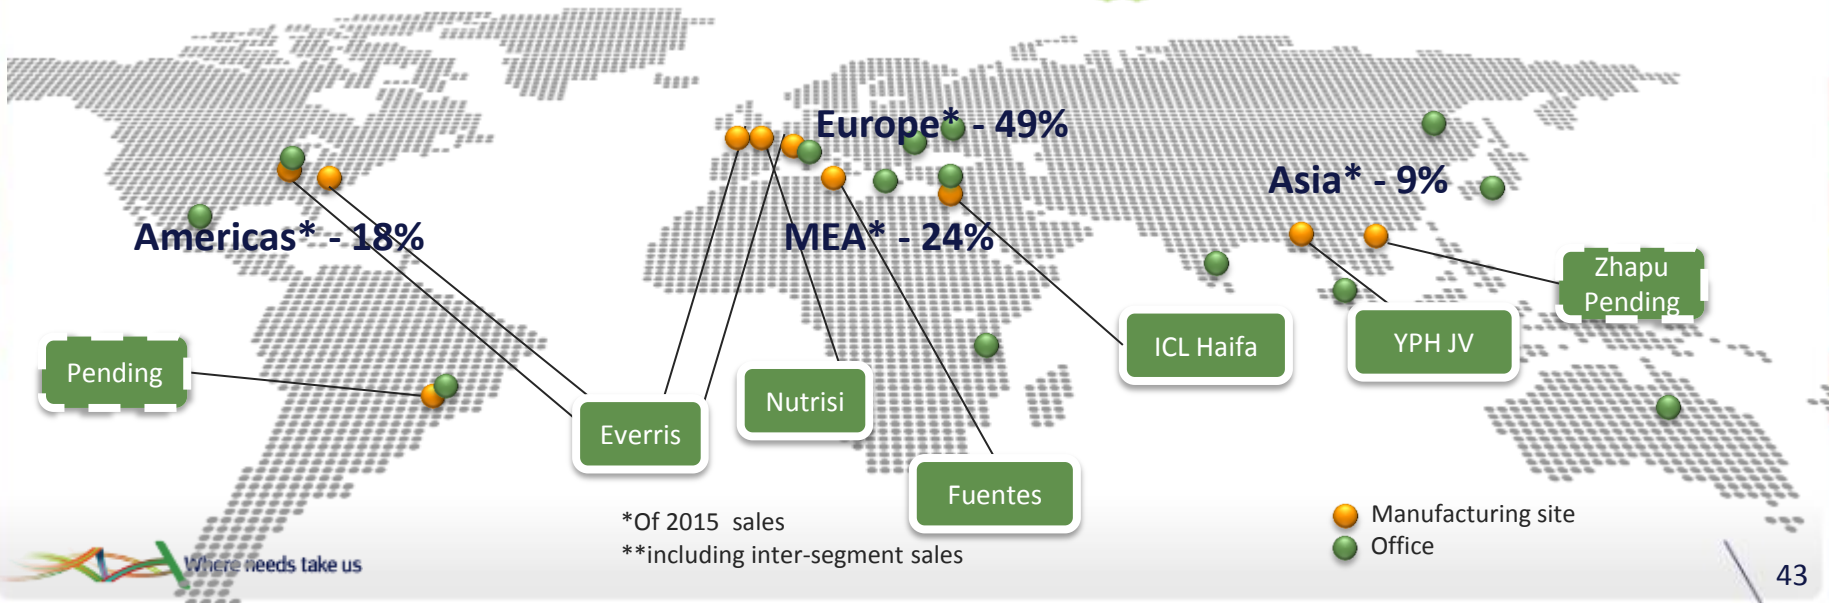 Europe* - 49%
Asia* - 9%
Americas* - 18%
MEA* - 24%
Zhapu
Pending
ICL Haifa
YPH JV
Pending
Nutrisi
Everris
Fuentes
*Of 2015 sales
**including inter-segment sales
Manufacturing site
Office
Where needs take us
43